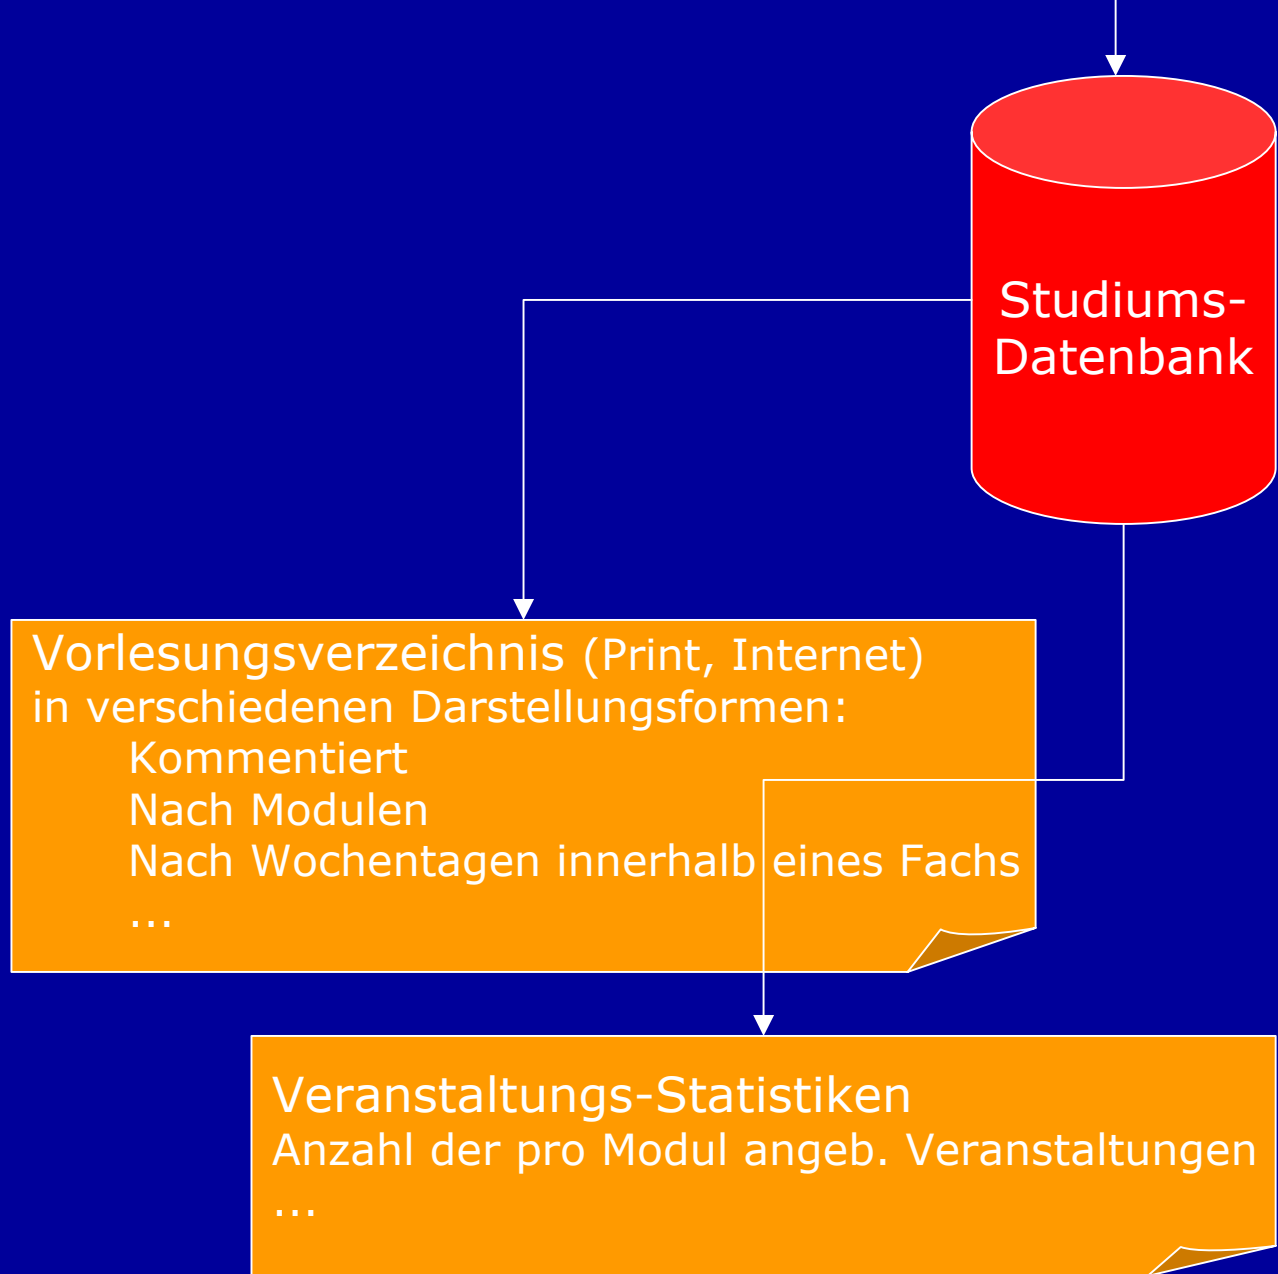 Studiums-
Datenbank
Vorlesungsverzeichnis (Print, Internet)
in verschiedenen Darstellungsformen:
Kommentiert
Nach Modulen
Nach Wochentagen innerhalb eines Fachs
...
Veranstaltungs-Statistiken
Anzahl der pro Modul angeb. Veranstaltungen
...